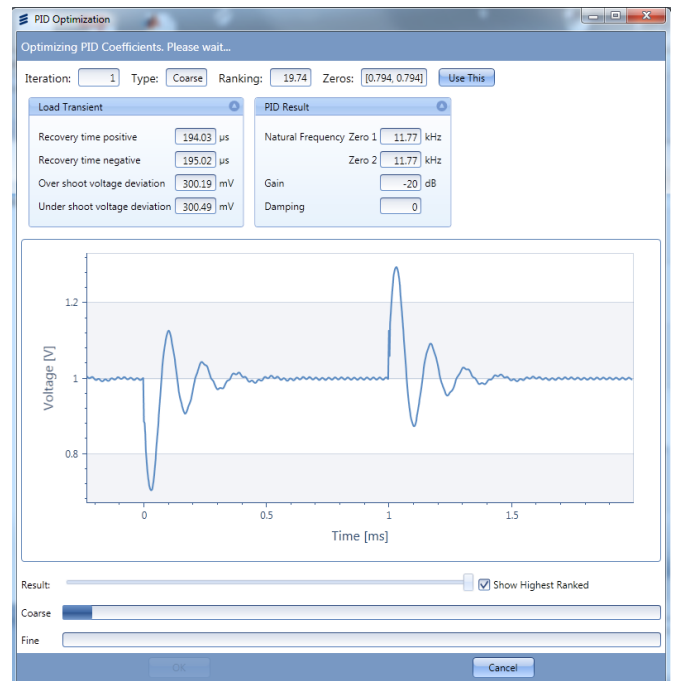 PID Optimization
Optimizing PID Coefficients. Please wait...
Iteration: 1 Type: Coarse Ranking: 19.74 Zeros: [0.794, 0.794] Use This
Load Transient
Recovery time positive 194.03 µs
Recovery time negative 195.02 µs
Over shoot voltage deviation 300.19 mV
Under shoot voltage deviation 300.49 mV
PID Result
Natural Frequency Zero 1 11.77 kHz
Zero 2 11.77 kHz
Gain -20 dB
Damping 0
1.2
1
0.8
Voltage [V]
0 0.5 1 1.5
Time [ms]
Result: Show Highest Ranked
Coarse
Fine
OK Cancel